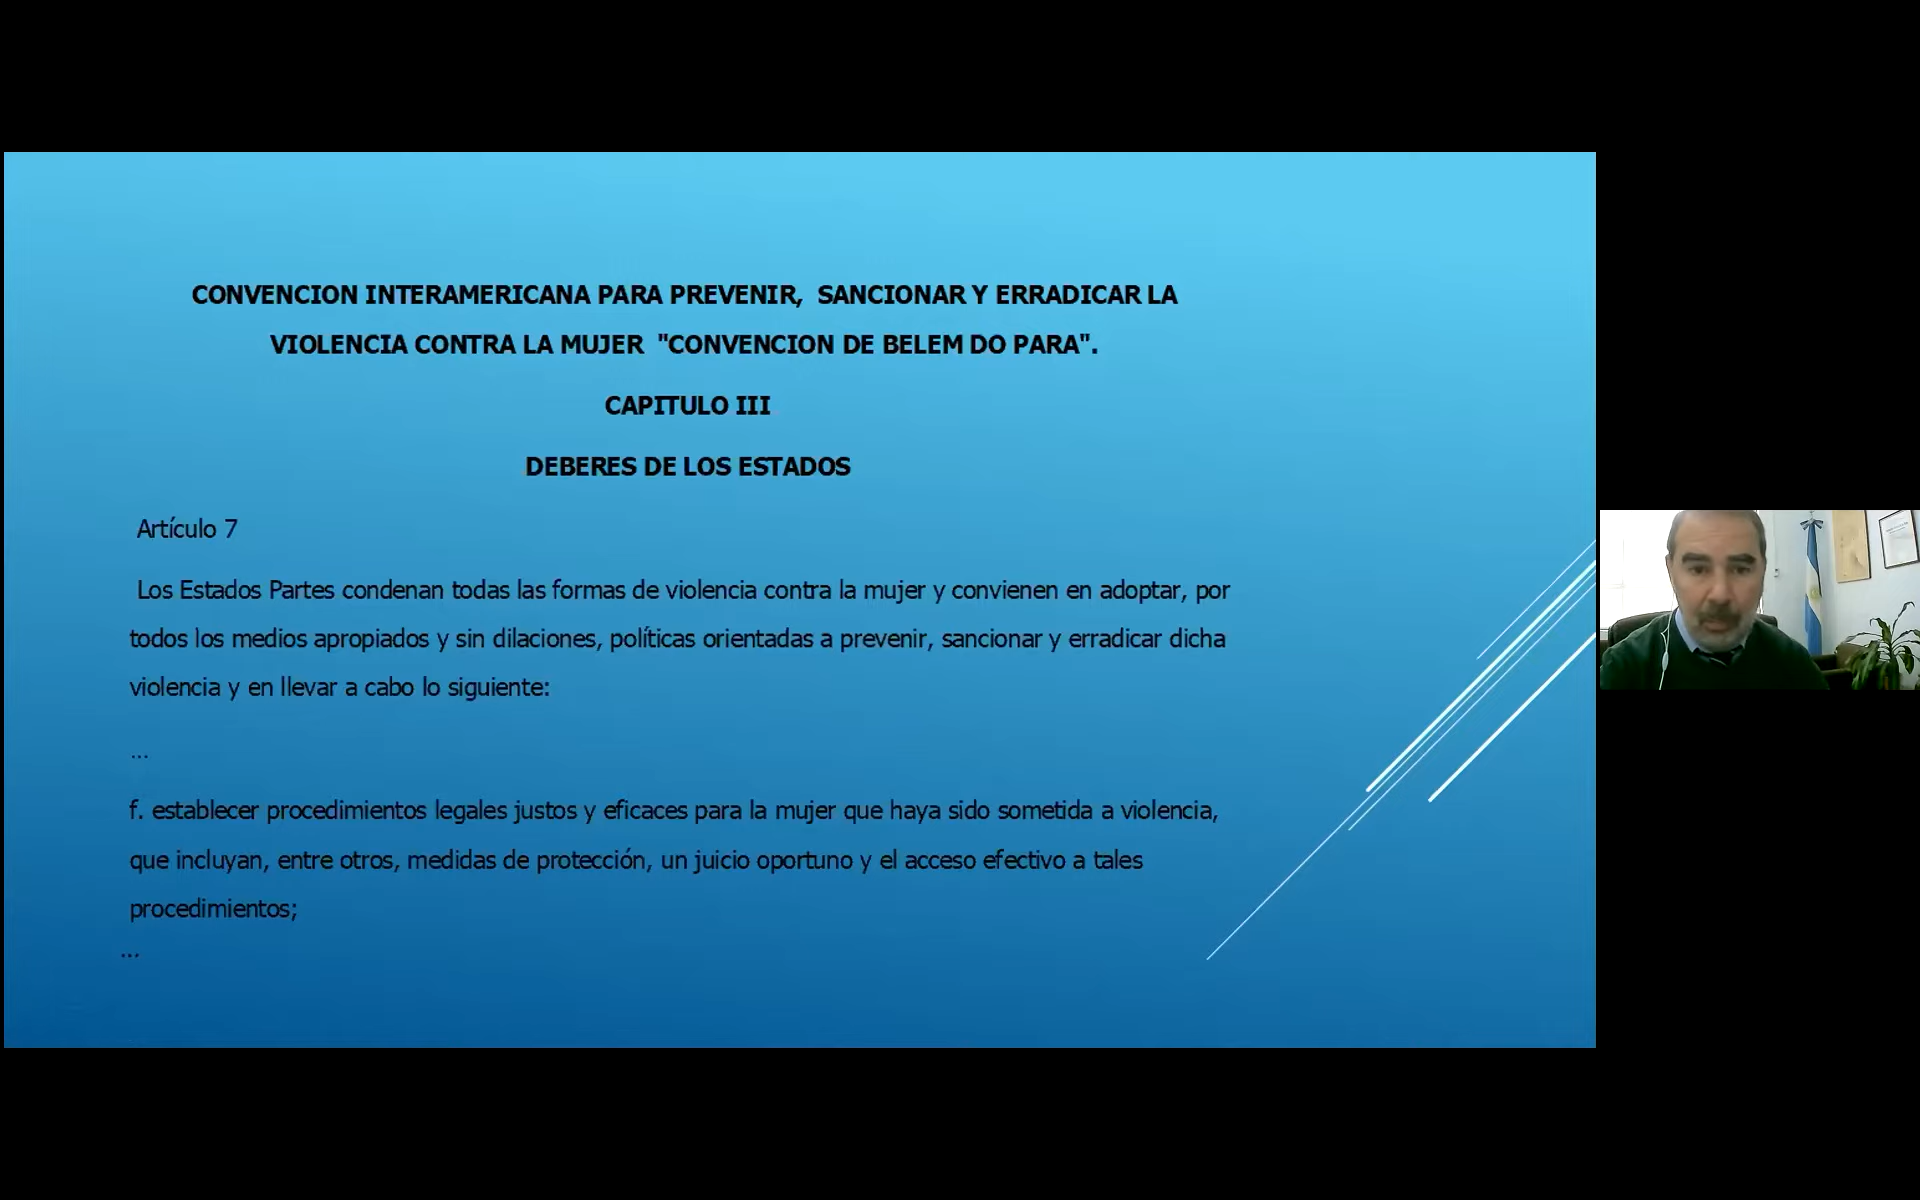 CONVENCION INTERAMERICANA PARA PREVENIR, SANCIONAR Y ERRADICAR LA
VIOLENCIA CONTRA LA MUJER "CONVENCION DE BELEM DO PARA".
CAPITULO III
DEBERES DE LOS ESTADOS
Artículo 7
Los Estados Partes condenan todas las formas de violencia contra la mujer y convienen en adoptar, por
todos los medios apropiados y sin dilaciones, políticas orientadas a prevenir, sancionar y erradicar dicha
violencia y en llevar a cabo lo siguiente:
...
f. establecer procedimientos legales justos y eficaces para la mujer que haya sido sometida a violencia,
que incluyan, entre otros, medidas de protección, un juicio oportuno y el acceso efectivo a tales
procedimientos;
...